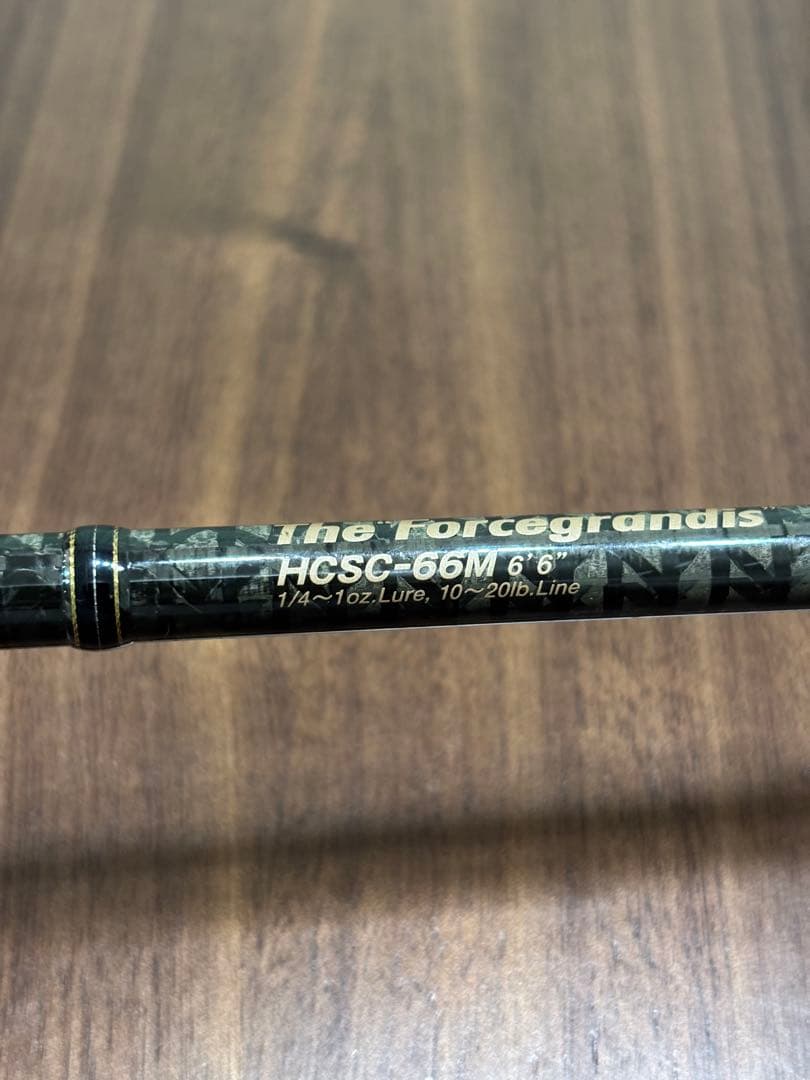 The Forcegrandis
HCSC-66M 6'6"
1/4~1oz.Lure, 10~20lb.Line